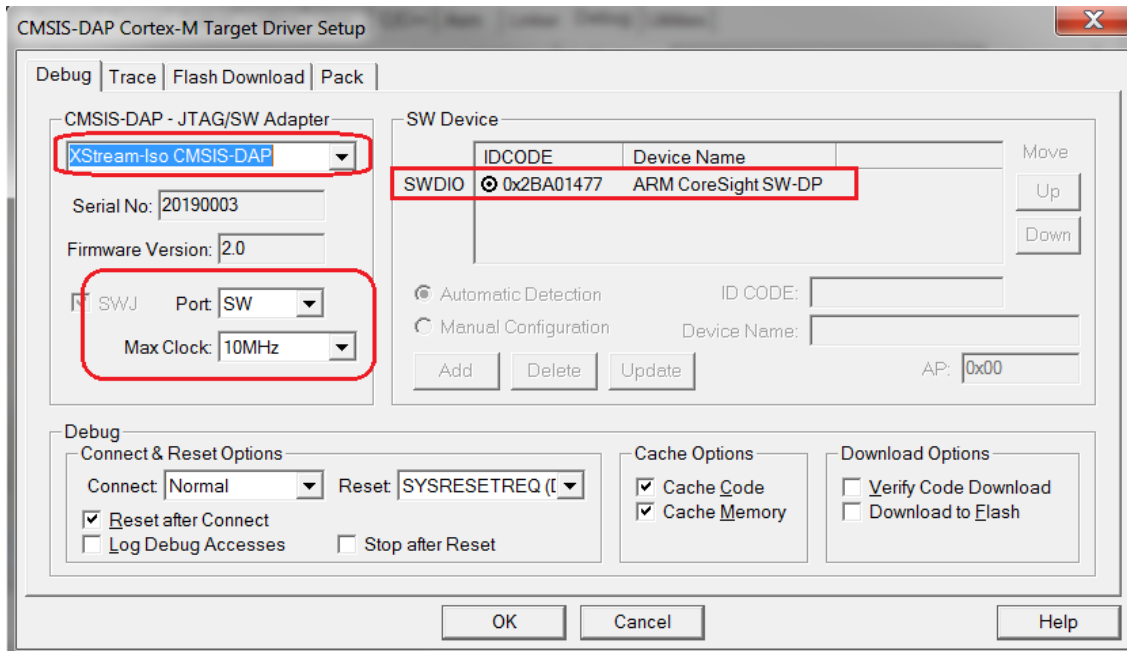 CMSIS-DAP Cortex-M Target Driver Setup
Debug Trace Flash Download Pack
CMSIS-DAP - JTAG/SW Adapter
XStream-Iso CMSIS-DAP
Serial No: 20190003
Firmware Version: 2.0
SWJ Port: SW
Max Clock: 10MHz
SW Device
IDCODE Device Name
SWDIO 0x2BA01477 ARM CoreSight SW-DP
Move
Up
Down
Automatic Detection
Manual Configuration
ID CODE:
Device Name:
Add Delete Update
AP: 0x00
Debug
Connect & Reset Options
Connect: Normal Reset: SYSRESETREQ (
Reset after Connect
Log Debug Accesses Stop after Reset
Cache Options
Cache Code
Cache Memory
Download Options
Verify Code Download
Download to Flash
OK Cancel Help